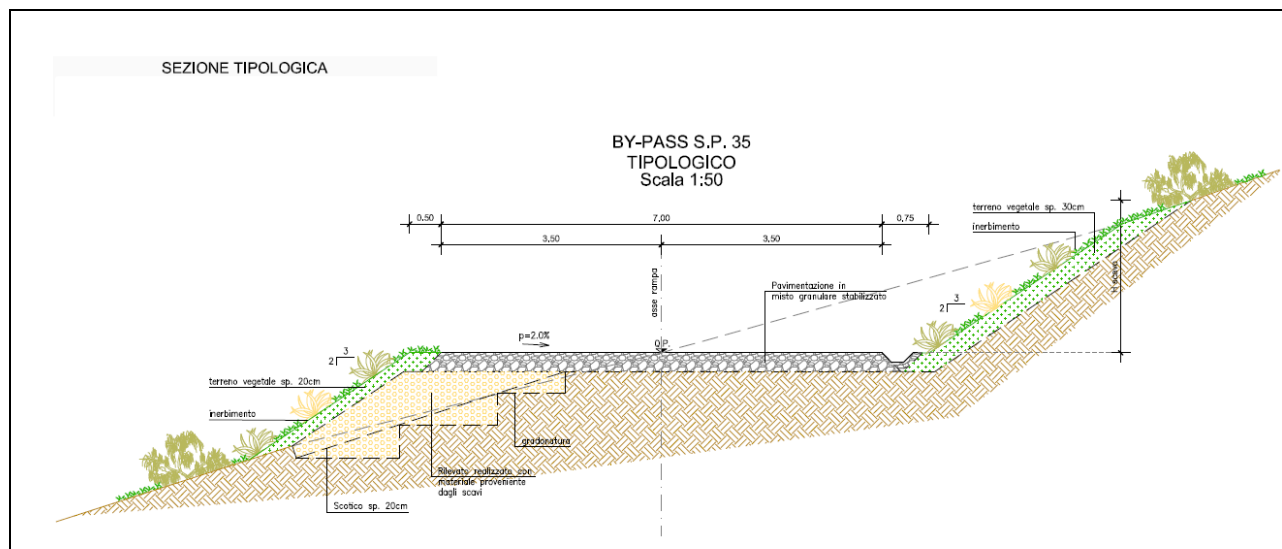 SEZIONE TIPOLOGICA
BY-PASS S.P. 35
TIPOLOGICO
Scala 1:50
0.50
7,00
0,75
3,50
3,50
terreno vegetale sp. 30cm
inerbimento
asse rampa
Pavimentazione in
misto granulare stabilizzato
H scavo
3
2
p=2.0%
Q.P.
3
2
terreno vegetale sp. 20cm
inerbimento
gradonatura
Rilevato realizzato con
materiale proveniente
dagli scavi
Scotico sp. 20cm